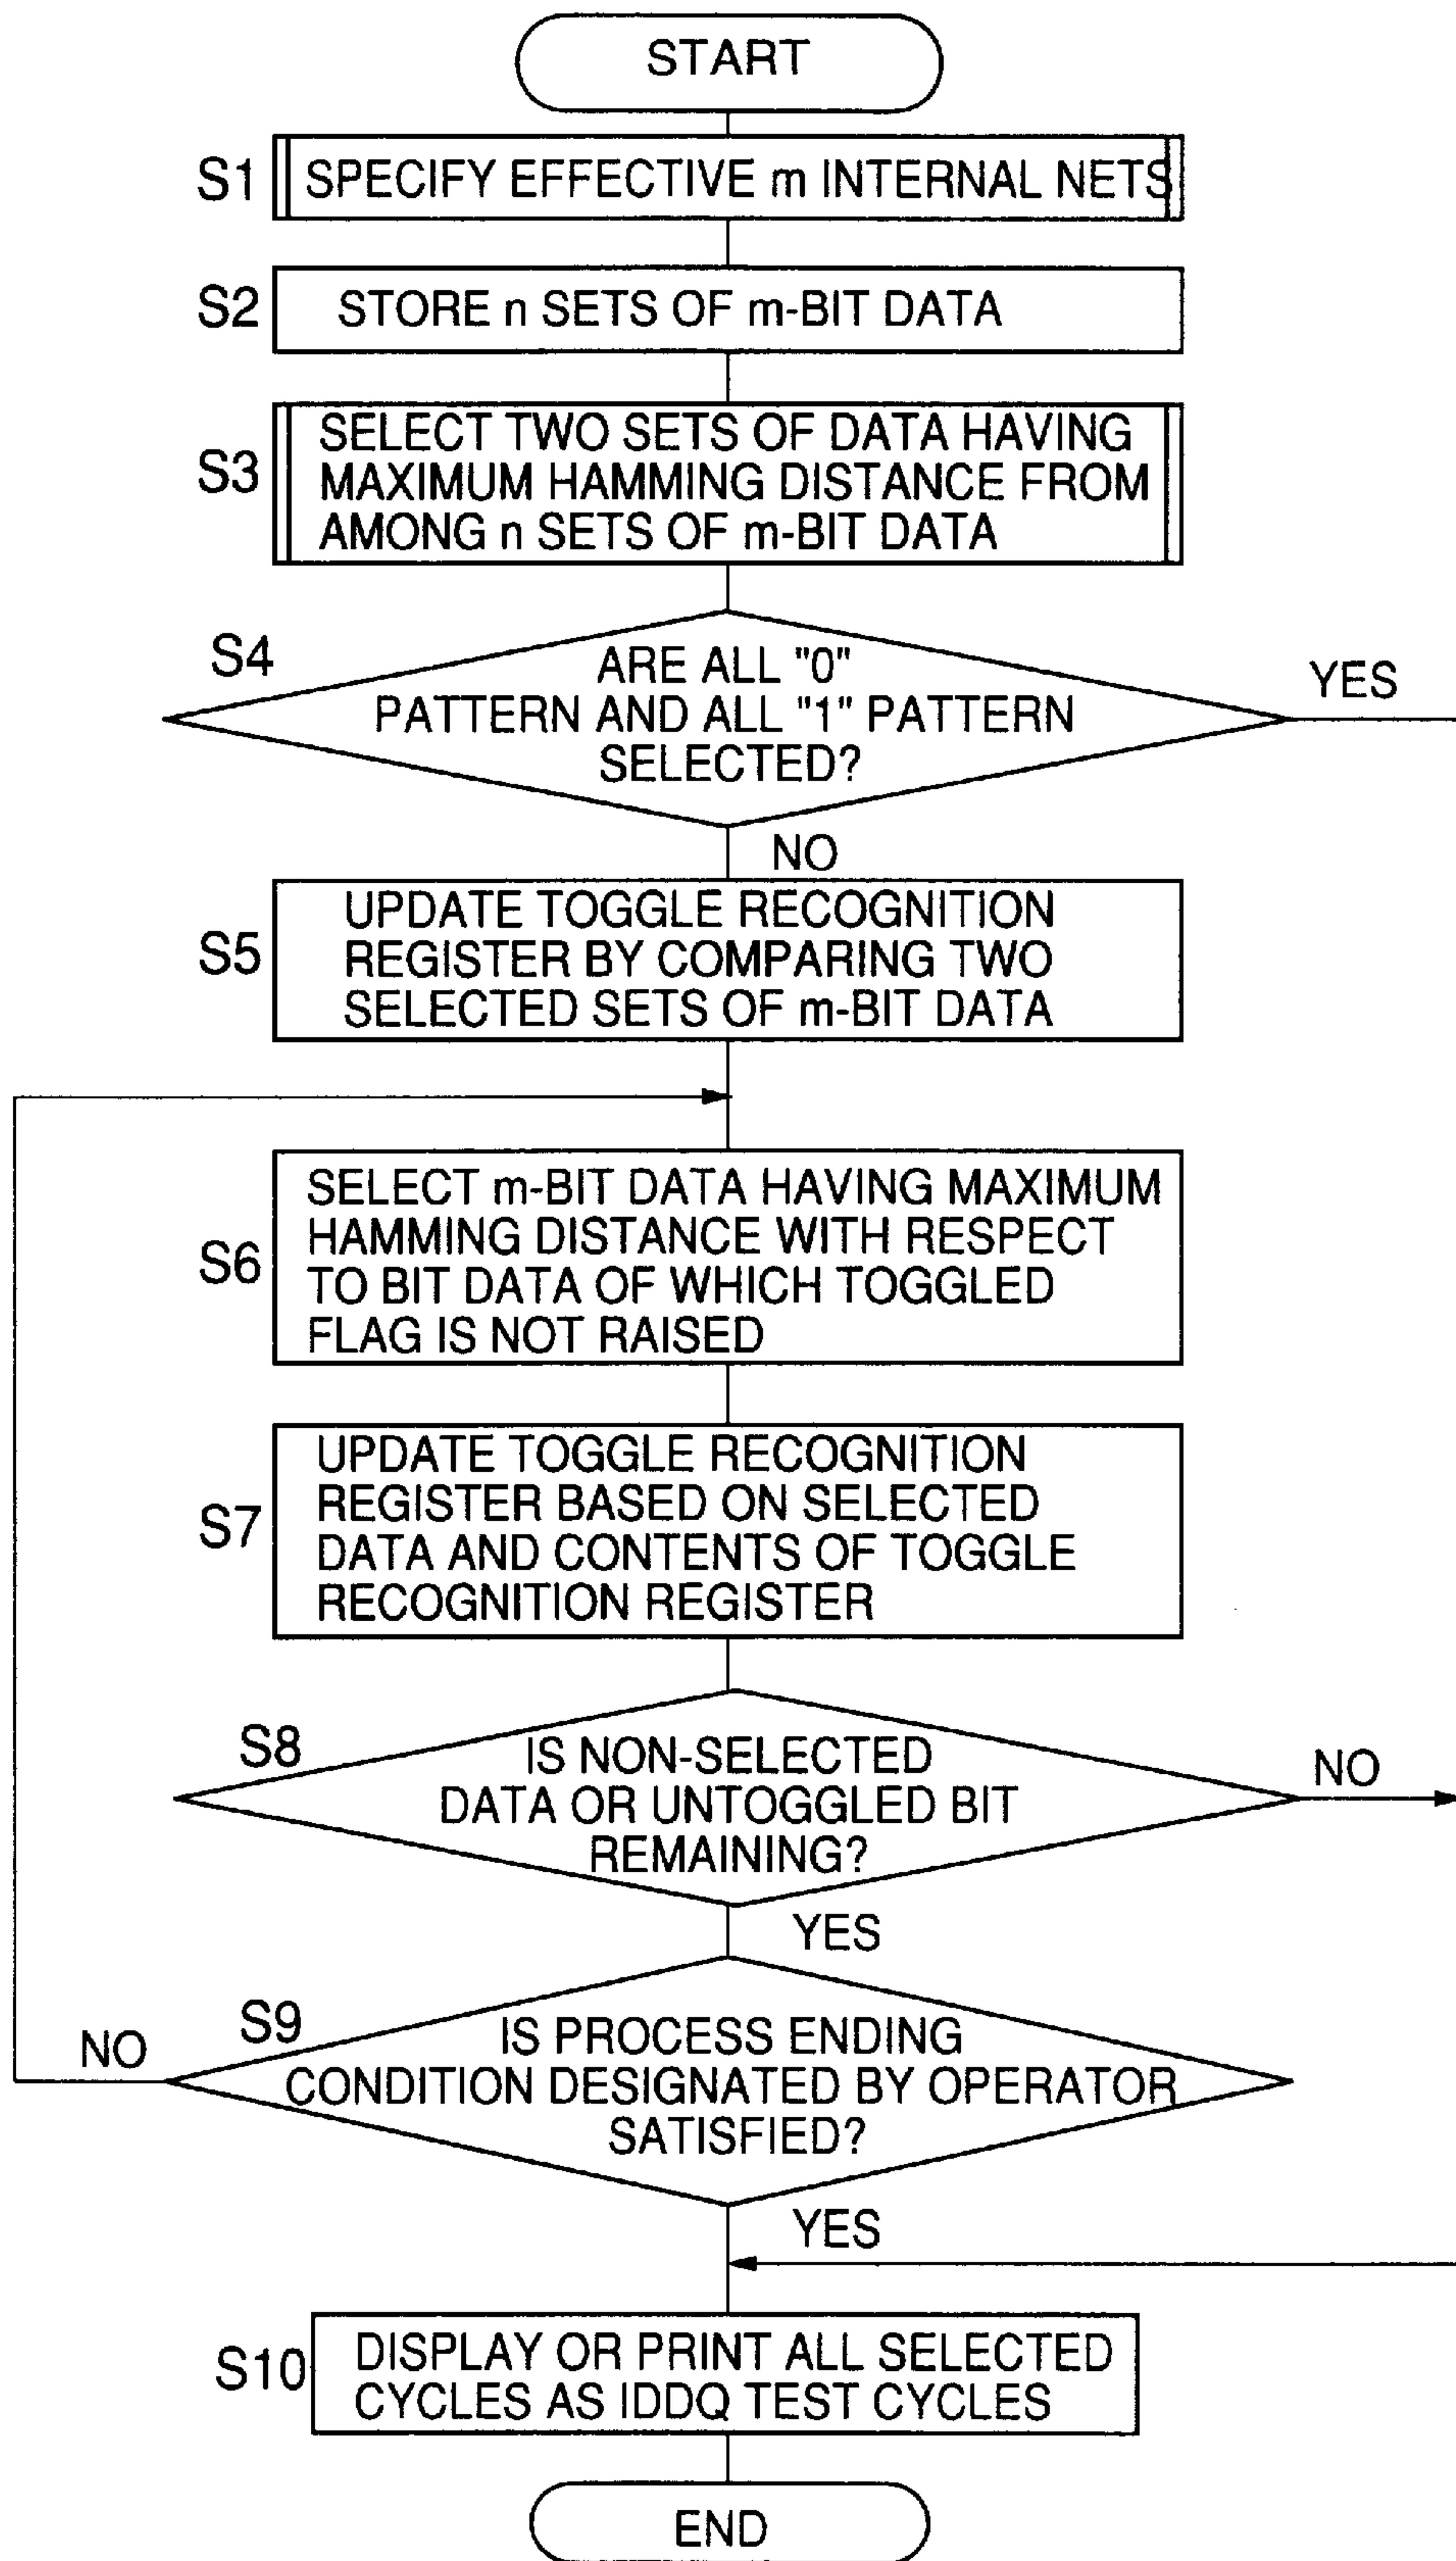 START
S1
SPECIFY EFFECTIVE m INTERNAL NETS
S2
STORE n SETS OF m-BIT DATA
S3
SELECT TWO SETS OF DATA HAVING
MAXIMUM HAMMING DISTANCE FROM
AMONG n SETS OF m-BIT DATA
S4
ARE ALL "0"
PATTERN AND ALL "1" PATTERN
SELECTED?
YES
NO
S5
UPDATE TOGGLE RECOGNITION
REGISTER BY COMPARING TWO
SELECTED SETS OF m-BIT DATA
S6
SELECT m-BIT DATA HAVING MAXIMUM
HAMMING DISTANCE WITH RESPECT
TO BIT DATA OF WHICH TOGGLED
FLAG IS NOT RAISED
S7
UPDATE TOGGLE RECOGNITION
REGISTER BASED ON SELECTED
DATA AND CONTENTS OF TOGGLE
RECOGNITION REGISTER
S8
IS NON-SELECTED
DATA OR UNTOGGLED BIT
REMAINING?
NO
YES
S9
NO
IS PROCESS ENDING
CONDITION DESIGNATED BY OPERATOR
SATISFIED?
YES
S10
DISPLAY OR PRINT ALL SELECTED
CYCLES AS IDDQ TEST CYCLES
END